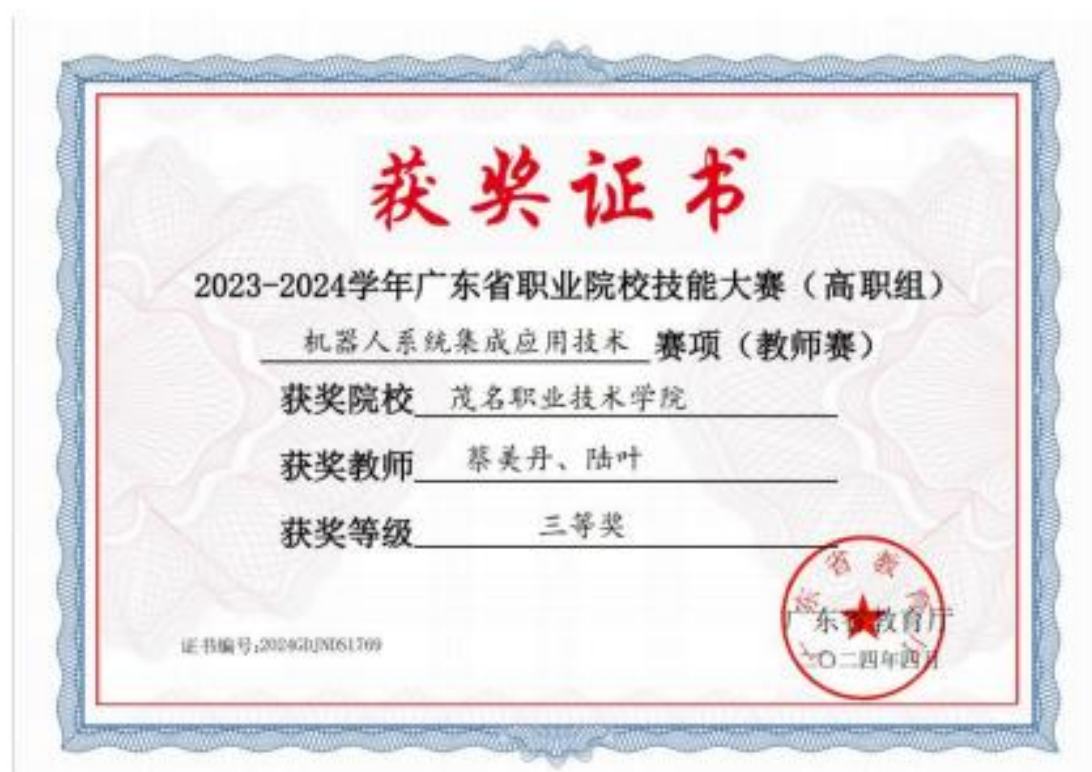 获奖证书
2023-2024学年广东省职业院校技能大赛（高职组）
机器人系统集成应用技术 赛项（教师赛）
获奖院校 茂名职业技术学院
获奖教师 蔡美丹、陆叶
获奖等级 三等奖
广东省教育厅
二〇二四年四月
证书编号:2024GDJNDS1769